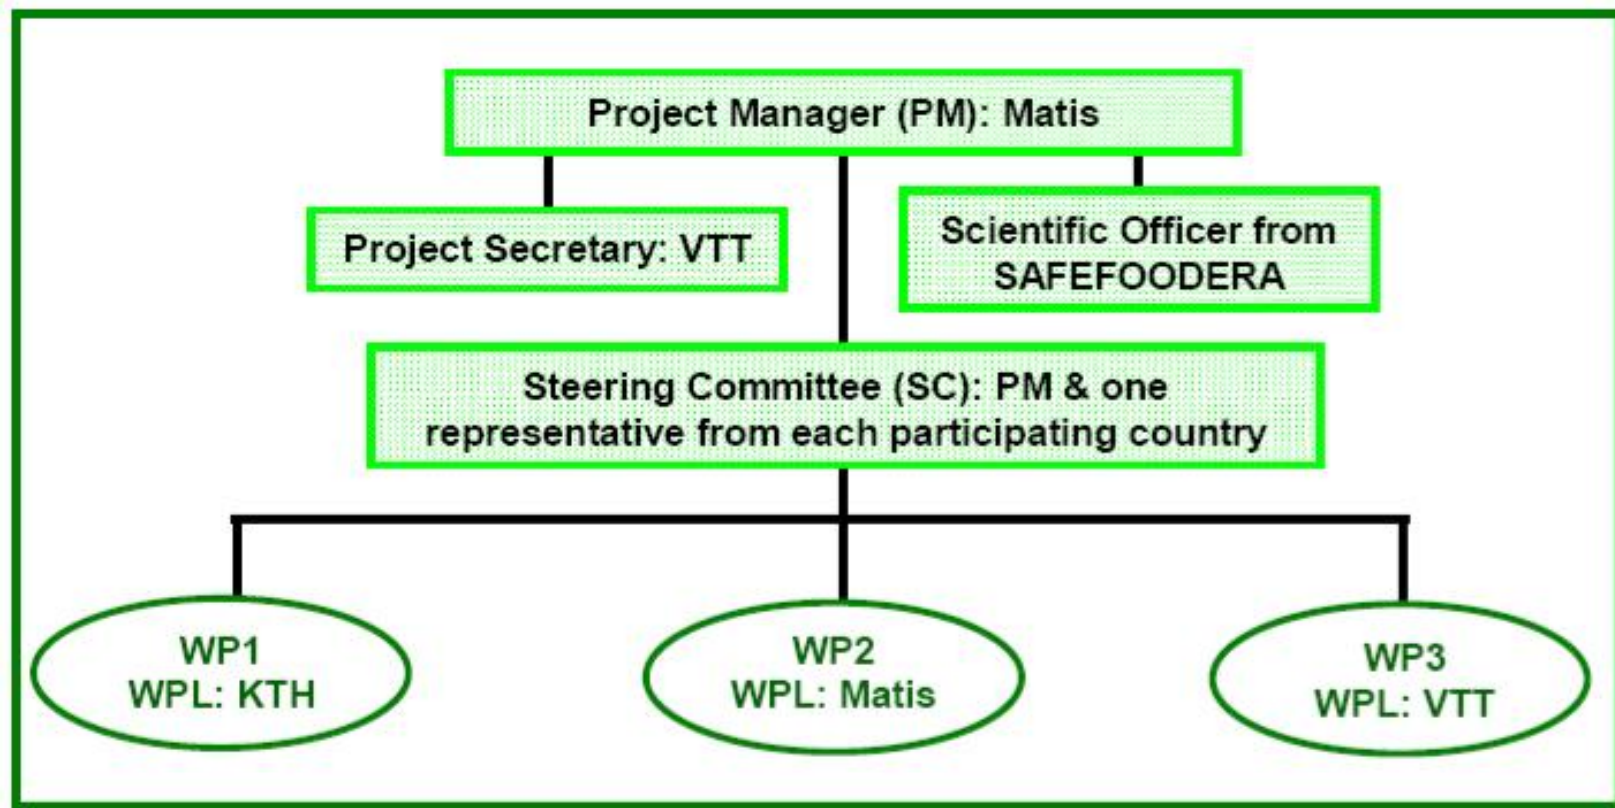 Project Manager (PM): Matis
Project Secretary: VTT
Scientific Officer from
SAFEFOODERA
Steering Committee (SC): PM & one
representative from each participating country
WP1
WPL: KTH
WP2
WPL: Matis
WP3
WPL: VTT